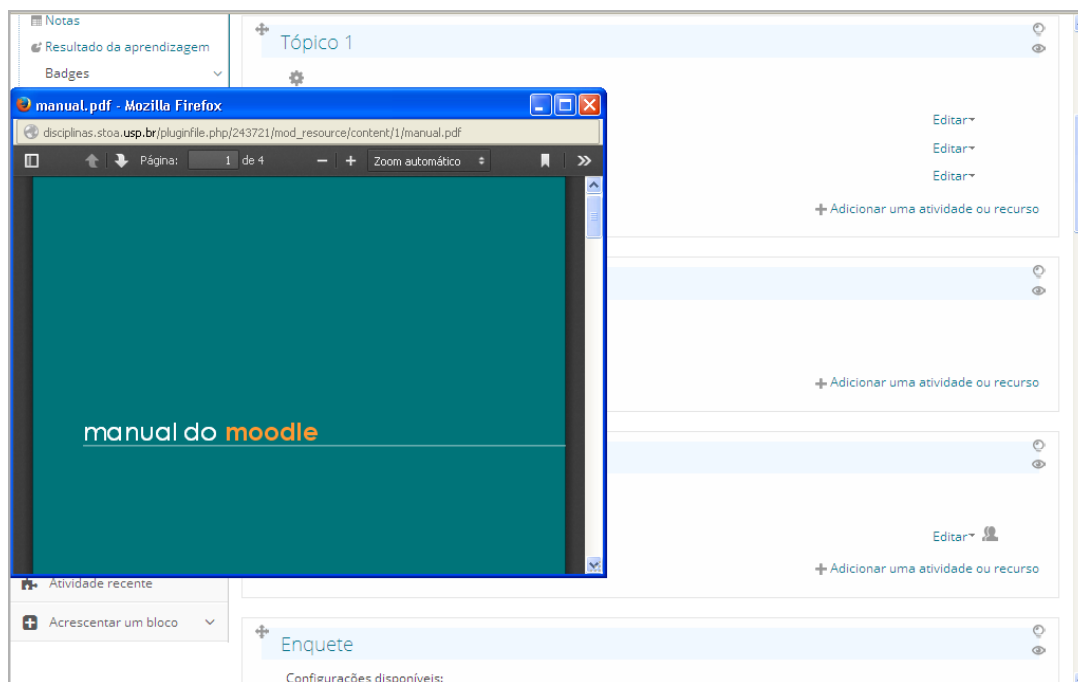 Notas
Resultado da aprendizagem
Badges
Tópico 1
manual.pdf - Mozilla Firefox
disciplinas.stoa.usp.br/pluginfile.php/243721/mod_resource/content/1/manual.pdf
Página: 1 de 4 Zoom automático
manual do moodle
Editar
Editar
Editar
Adicionar uma atividade ou recurso
Adicionar uma atividade ou recurso
Editar
Adicionar uma atividade ou recurso
Atividade recente
Acrescentar um bloco
Enquete
Configurações disponíveis: